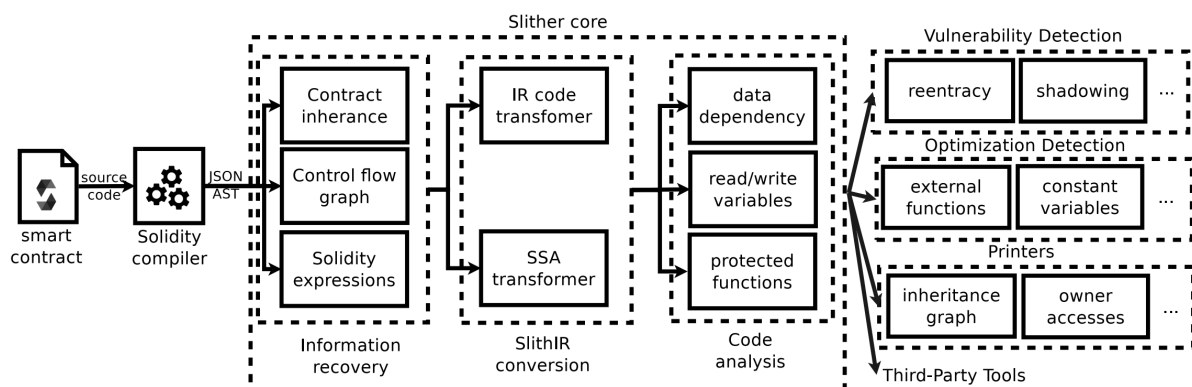 Slither core
smart
contract
source
code
Solidity
compiler
JSON
AST
Contract
inherance
Control flow
graph
Solidity
expressions
Information
recovery
IR code
transfomer
SSA
transformer
SlithIR
conversion
data
dependency
read/write
variables
protected
functions
Code
analysis
Vulnerability Detection
reentracy
shadowing
...
Optimization Detection
external
functions
constant
variables
...
Printers
inheritance
graph
owner
accesses
...
Third-Party Tools